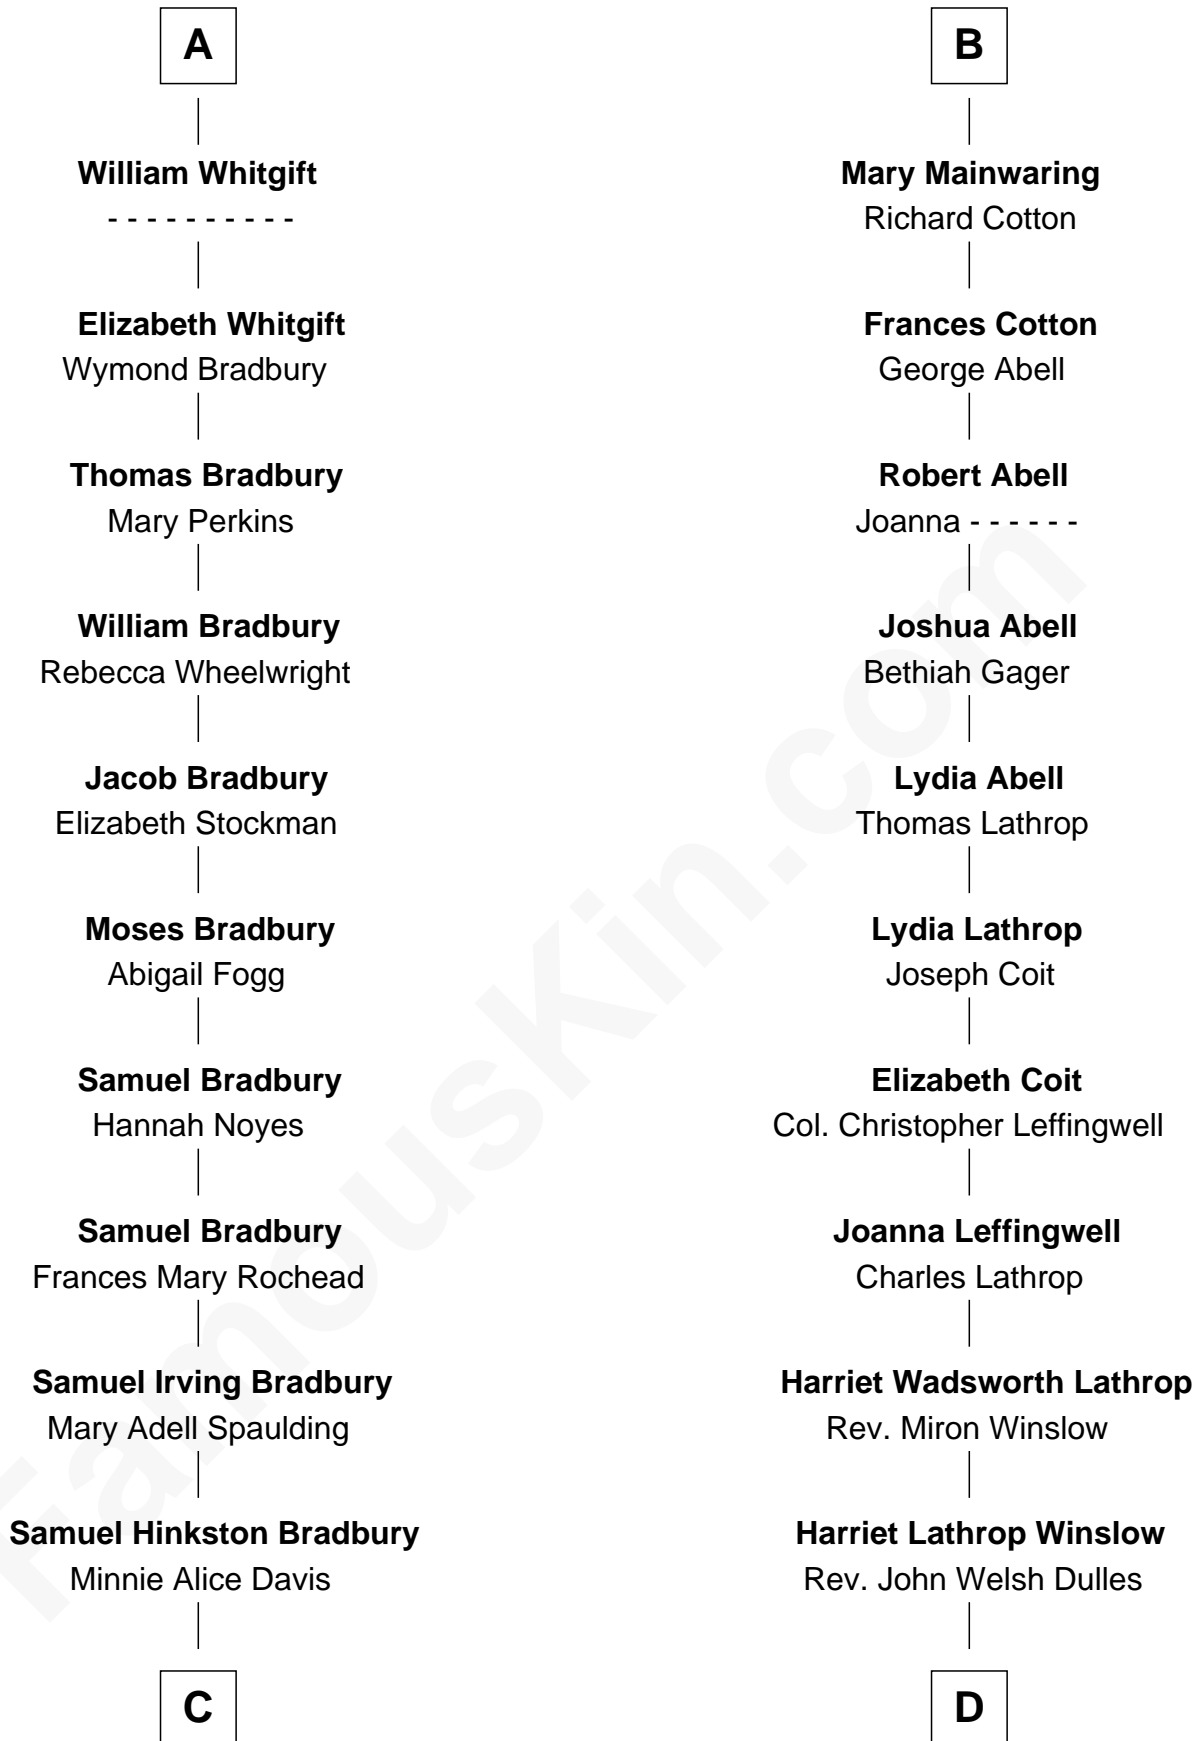 A
William Whitgift
- - - - - - - - - -
Elizabeth Whitgift
Wymond Bradbury
Thomas Bradbury
Mary Perkins
William Bradbury
Rebecca Wheelwright
Jacob Bradbury
Elizabeth Stockman
Moses Bradbury
Abigail Fogg
Samuel Bradbury
Hannah Noyes
Samuel Bradbury
Frances Mary Rochead
Samuel Irving Bradbury
Mary Adell Spaulding
Samuel Hinkston Bradbury
Minnie Alice Davis
C
B
Mary Mainwaring
Richard Cotton
Frances Cotton
George Abell
Robert Abell
Joanna - - - - - -
Joshua Abell
Bethiah Gager
Lydia Abell
Thomas Lathrop
Lydia Lathrop
Joseph Coit
Elizabeth Coit
Col. Christopher Leffingwell
Joanna Leffingwell
Charles Lathrop
Harriet Wadsworth Lathrop
Rev. Miron Winslow
Harriet Lathrop Winslow
Rev. John Welsh Dulles
D
FamousKin.com